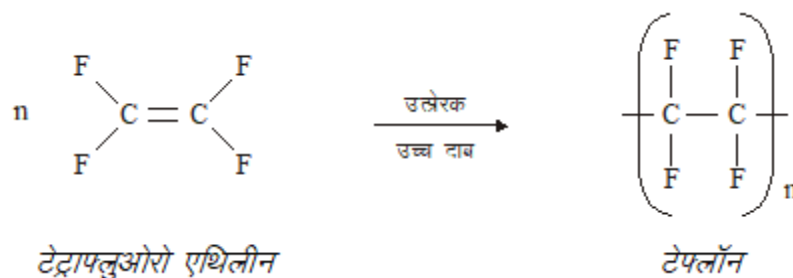 F F F F
n C = C उत्प्रेरक C C
उच्च दाब
F F F F n
टेट्राफ्लुओरो एथिलीन टेफ्लॉन